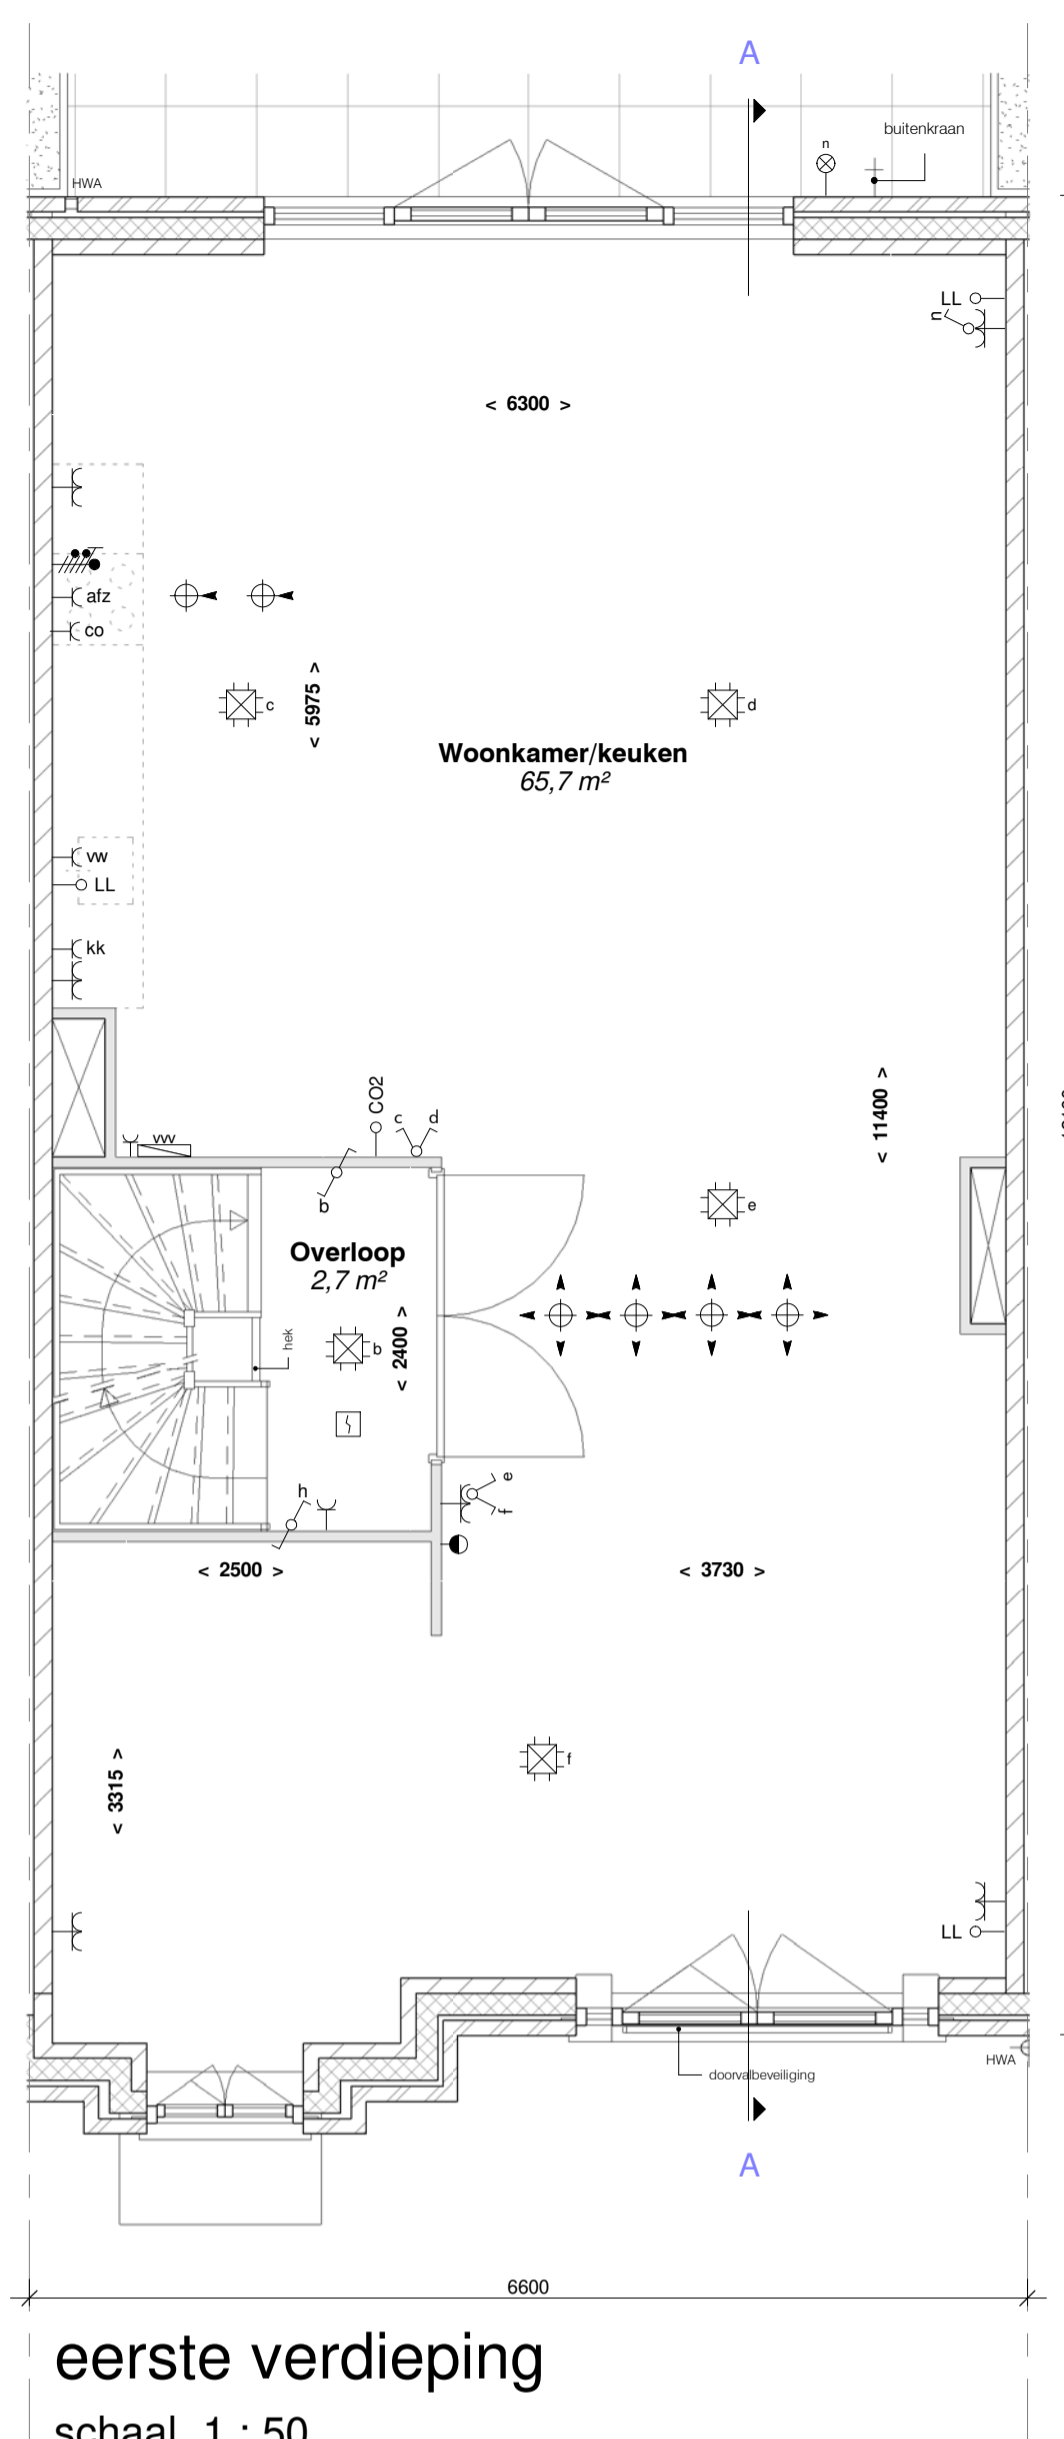 A
buitenkraan
n
HWA
LL
n
< 6300 >
afz
co
< 5975 >
c
d
Woonkamer/keuken
65,7 m²
vw
LL
kk
< 11400 >
CO2
c
d
vvv
b
e
Overloop
2,7 m²
hek
b
< 2400 >
h
e
f
< 2500 >
< 3730 >
f
< 3315 >
LL
HWA
doorvalbeveiliging
A
6600
eerste verdieping
schaal 1 : 50